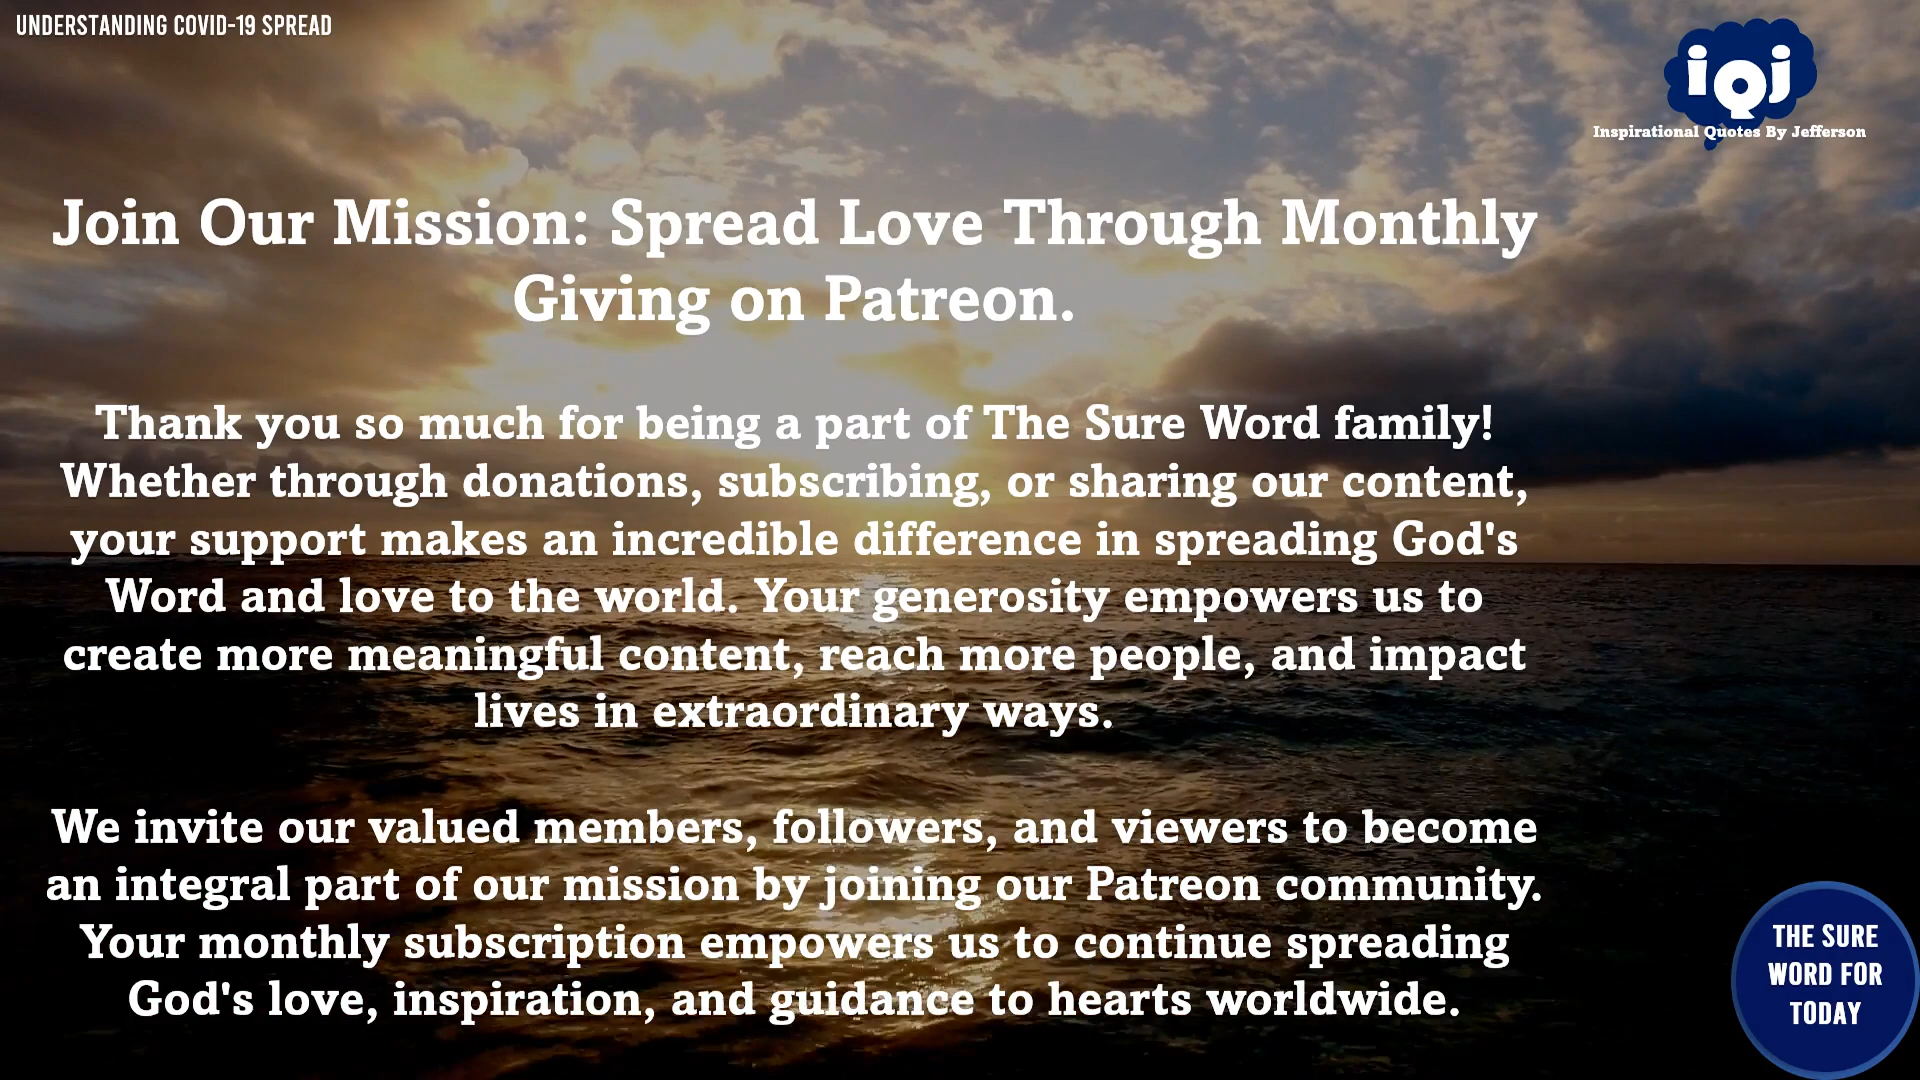 UNDERSTANDING COVID-19 SPREAD
iQj
Inspirational Quotes By Jefferson
Join Our Mission: Spread Love Through Monthly
Giving on Patreon.
Thank you so much for being a part of The Sure Word family!
Whether through donations, subscribing, or sharing our content,
your support makes an incredible difference in spreading God's
Word and love to the world. Your generosity empowers us to
create more meaningful content, reach more people, and impact
lives in extraordinary ways.
We invite our valued members, followers, and viewers to become
an integral part of our mission by joining our Patreon community.
Your monthly subscription empowers us to continue spreading
God's love, inspiration, and guidance to hearts worldwide.
THE SURE
WORD FOR
TODAY